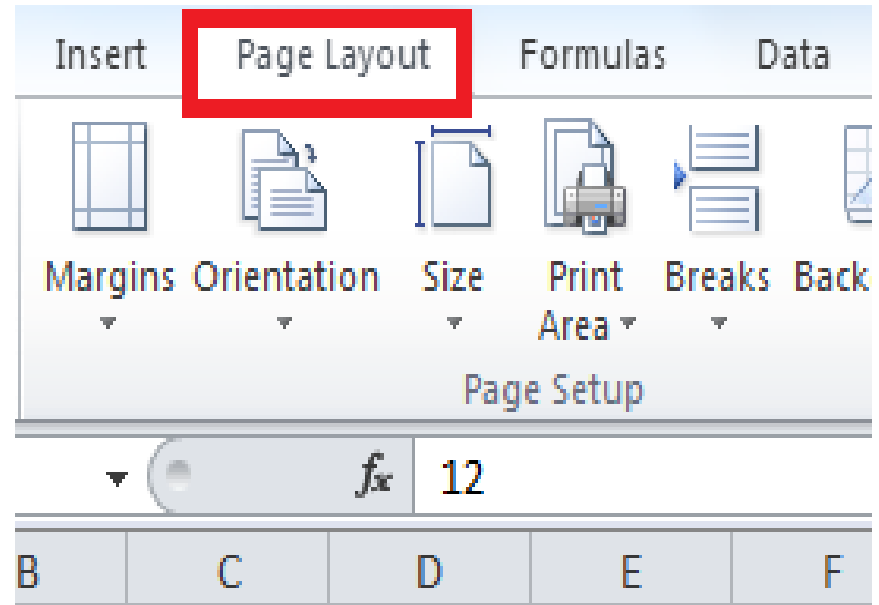 Insert Page Layout Formulas Data
Margins Orientation Size Print Area Breaks Back
Page Setup
fx 12
B C D E F